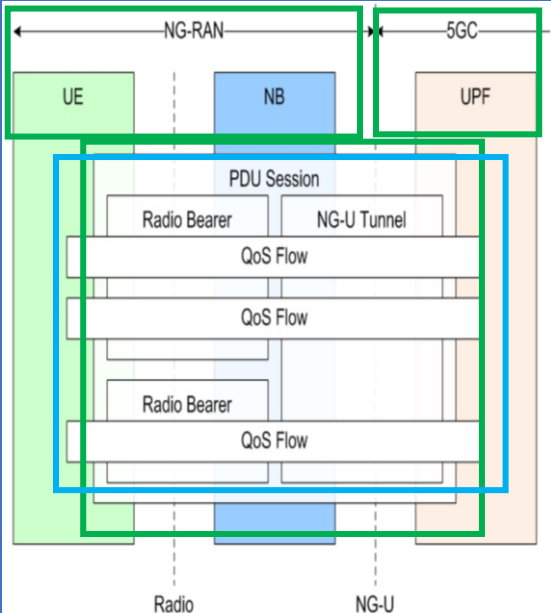 NG-RAN
5GC
UE
NB
UPF
PDU Session
Radio Bearer
NG-U Tunnel
QoS Flow
QoS Flow
Radio Bearer
QoS Flow
Radio
NG-U